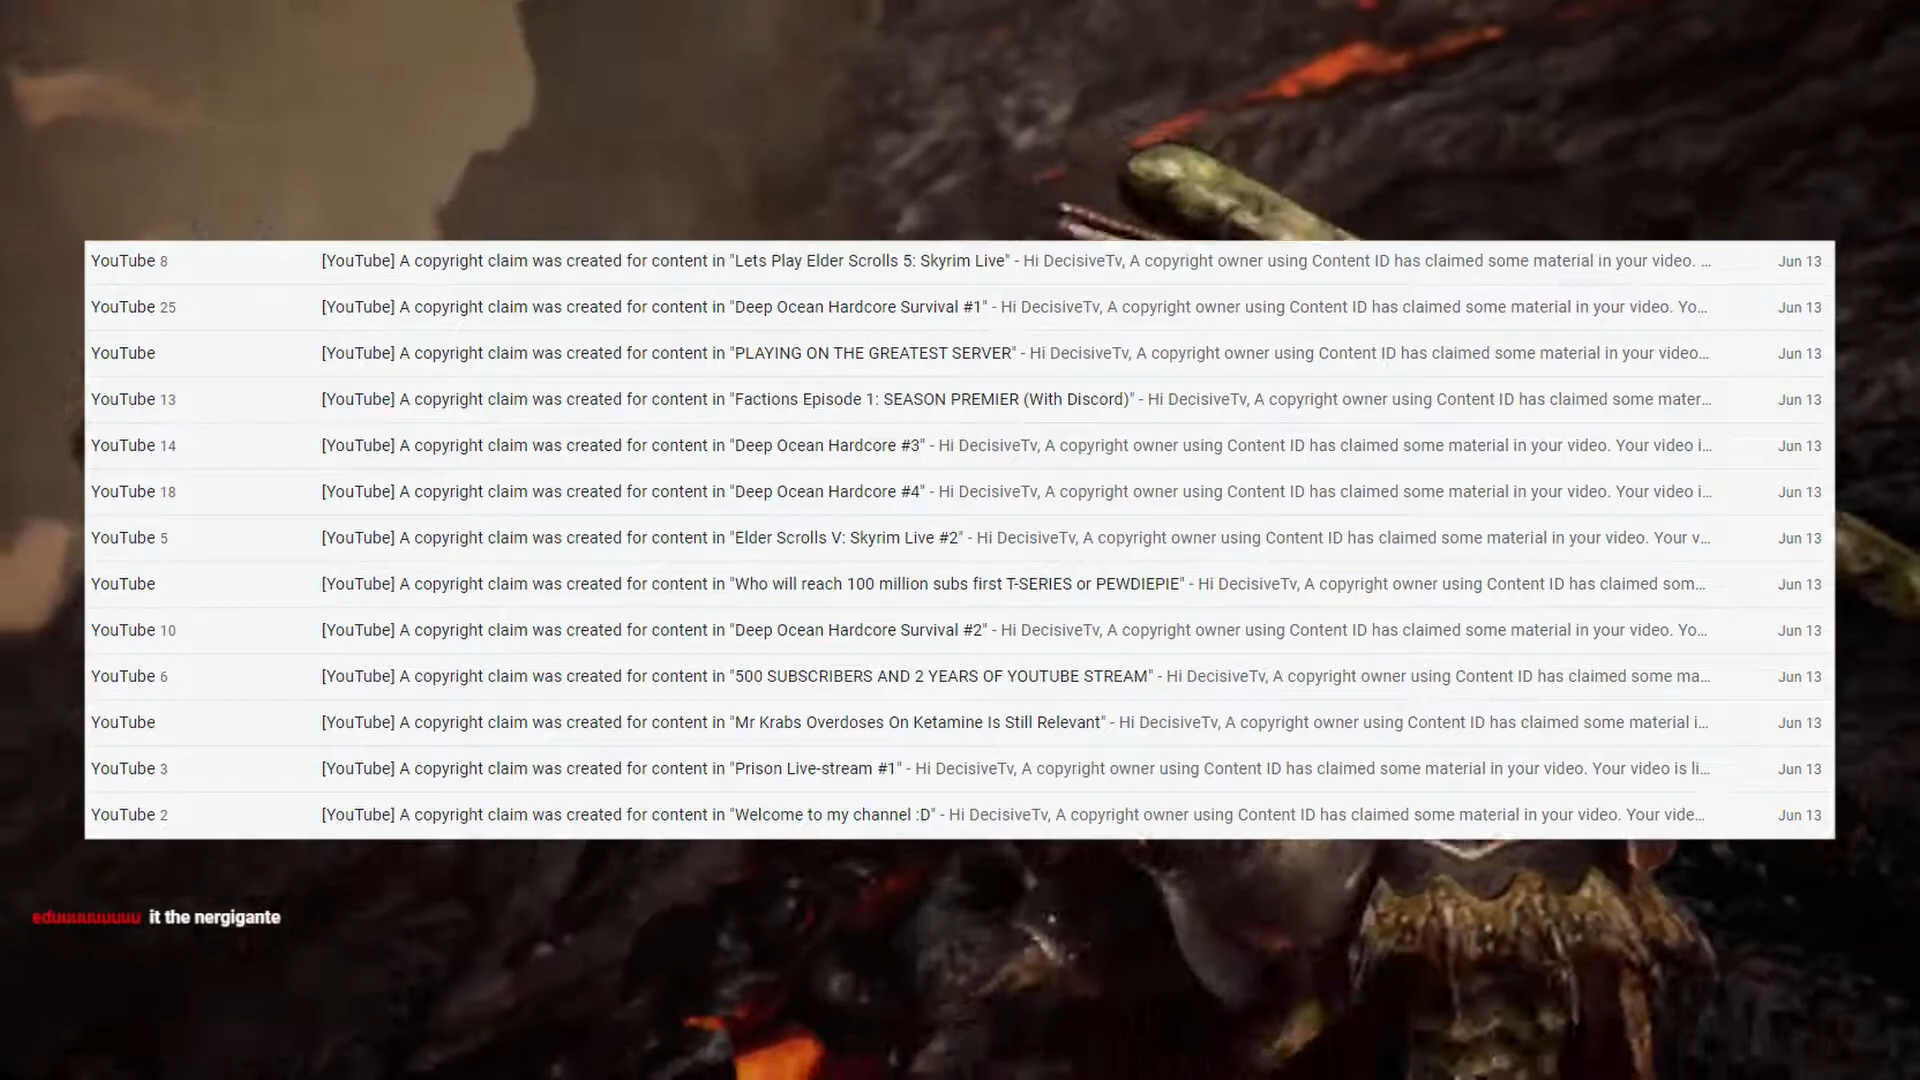 YouTube 8 [YouTube] A copyright claim was created for content in "Lets Play Elder Scrolls 5: Skyrim Live" - Hi DecisiveTv, A copyright owner using Content ID has claimed some material in your video. ... Jun 13
YouTube 25 [YouTube] A copyright claim was created for content in "Deep Ocean Hardcore Survival #1" - Hi DecisiveTv, A copyright owner using Content ID has claimed some material in your video. Yo... Jun 13
YouTube [YouTube] A copyright claim was created for content in "PLAYING ON THE GREATEST SERVER" - Hi DecisiveTv, A copyright owner using Content ID has claimed some material in your video... Jun 13
YouTube 13 [YouTube] A copyright claim was created for content in "Factions Episode 1: SEASON PREMIER (With Discord)" - Hi DecisiveTv, A copyright owner using Content ID has claimed some mater... Jun 13
YouTube 14 [YouTube] A copyright claim was created for content in "Deep Ocean Hardcore #3" - Hi DecisiveTv, A copyright owner using Content ID has claimed some material in your video. Your video i... Jun 13
YouTube 18 [YouTube] A copyright claim was created for content in "Deep Ocean Hardcore #4" - Hi DecisiveTv, A copyright owner using Content ID has claimed some material in your video. Your video i... Jun 13
YouTube 5 [YouTube] A copyright claim was created for content in "Elder Scrolls V: Skyrim Live #2" - Hi DecisiveTv, A copyright owner using Content ID has claimed some material in your video. Your v... Jun 13
YouTube [YouTube] A copyright claim was created for content in "Who will reach 100 million subs first T-SERIES or PEWDIEPIE" - Hi DecisiveTv, A copyright owner using Content ID has claimed som... Jun 13
YouTube 10 [YouTube] A copyright claim was created for content in "Deep Ocean Hardcore Survival #2" - Hi DecisiveTv, A copyright owner using Content ID has claimed some material in your video. Yo... Jun 13
YouTube 6 [YouTube] A copyright claim was created for content in "500 SUBSCRIBERS AND 2 YEARS OF YOUTUBE STREAM" - Hi DecisiveTv, A copyright owner using Content ID has claimed some ma... Jun 13
YouTube [YouTube] A copyright claim was created for content in "Mr Krabs Overdoses On Ketamine Is Still Relevant" - Hi DecisiveTv, A copyright owner using Content ID has claimed some material i... Jun 13
YouTube 3 [YouTube] A copyright claim was created for content in "Prison Live-stream #1" - Hi DecisiveTv, A copyright owner using Content ID has claimed some material in your video. Your video is li... Jun 13
YouTube 2 [YouTube] A copyright claim was created for content in "Welcome to my channel :D" - Hi DecisiveTv, A copyright owner using Content ID has claimed some material in your video. Your vide... Jun 13
eduuuuuuuuu it the nergigante